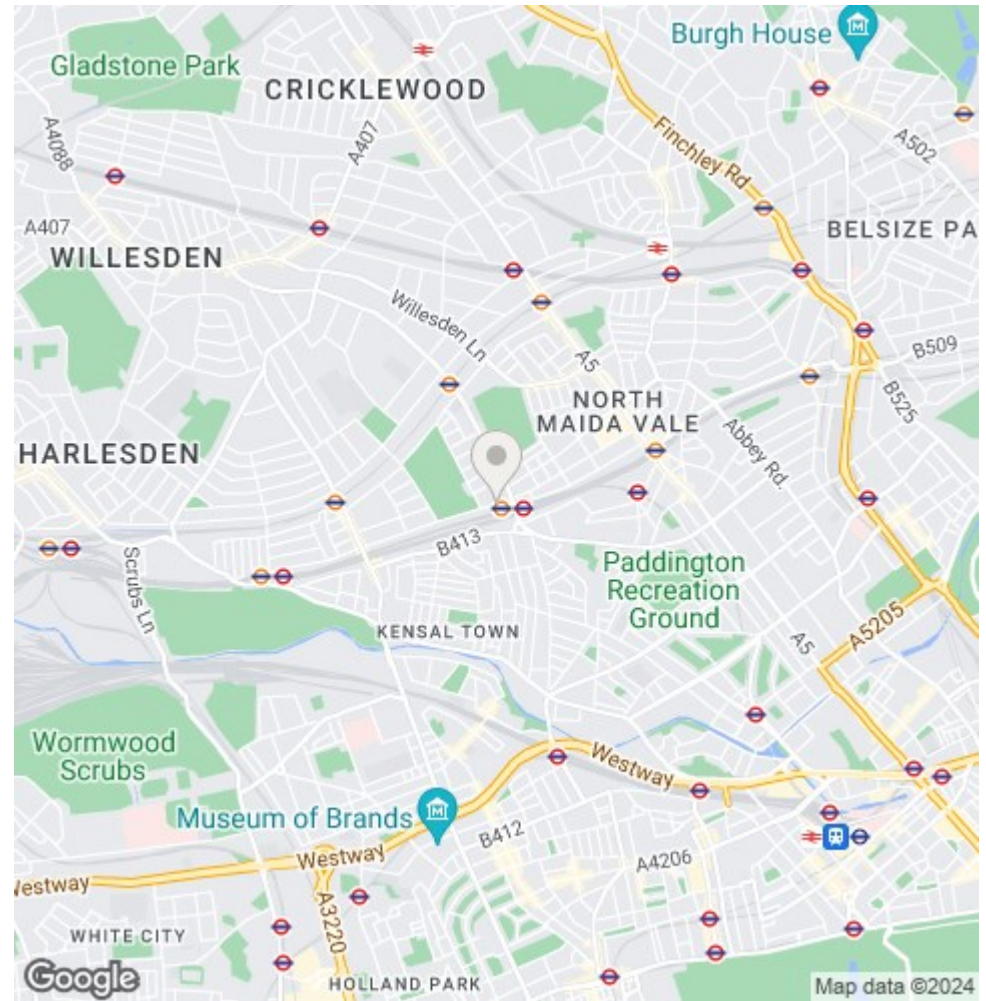 Burgh House
Gladstone Park
CRICKLEWOOD
Finchley Rd
A4088
A407
A502
A407
BELSIZE PA
WILLESDEN
Willesden Ln
A5
B509
B525
NORTH
MAIDA VALE
Abbey Rd.
HARLESDEN
B413
Scrubs Ln
Paddington
Recreation
Ground
KENSAL TOWN
A5
A5205
Wormwood
Scrubs
Westway
Museum of Brands
B412
Westway
A4206
Westway
A3220
WHITE CITY
HOLLAND PARK
Google
Map data ©2024